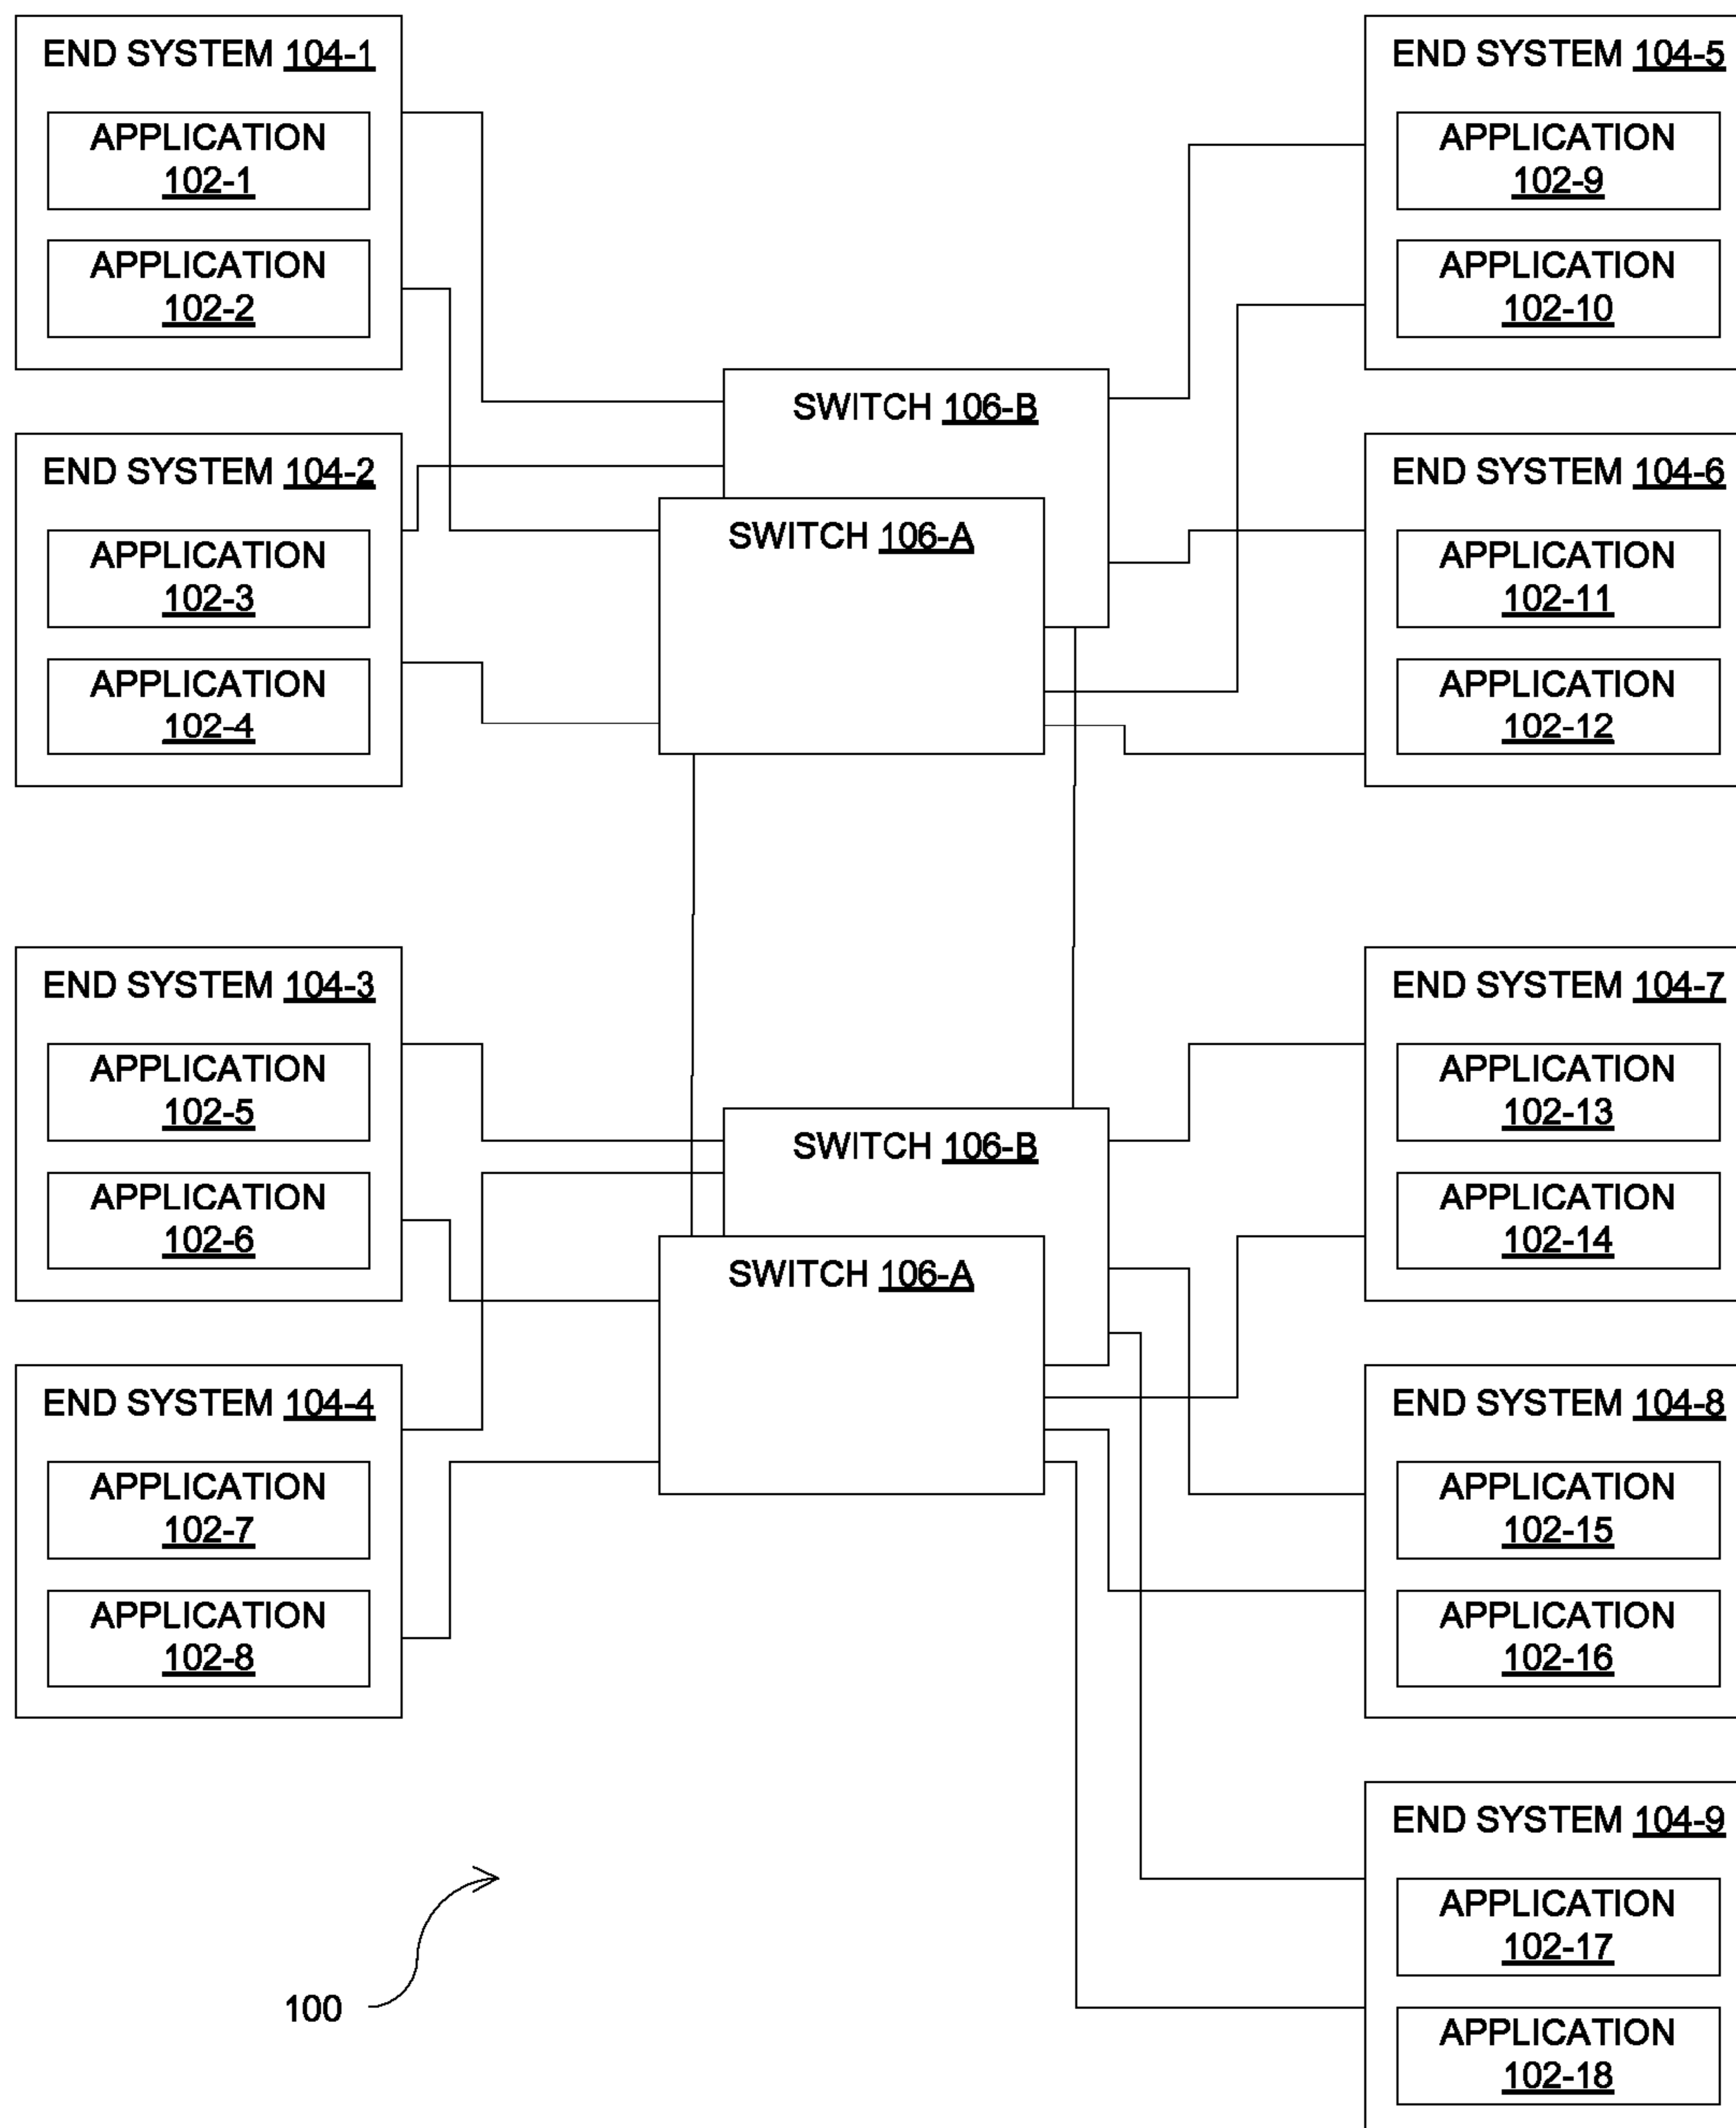 END SYSTEM 104-1
APPLICATION
102-1
APPLICATION
102-2
END SYSTEM 104-2
APPLICATION
102-3
APPLICATION
102-4
END SYSTEM 104-3
APPLICATION
102-5
APPLICATION
102-6
END SYSTEM 104-4
APPLICATION
102-7
APPLICATION
102-8
SWITCH 106-B
SWITCH 106-A
SWITCH 106-B
SWITCH 106-A
END SYSTEM 104-5
APPLICATION
102-9
APPLICATION
102-10
END SYSTEM 104-6
APPLICATION
102-11
APPLICATION
102-12
END SYSTEM 104-7
APPLICATION
102-13
APPLICATION
102-14
END SYSTEM 104-8
APPLICATION
102-15
APPLICATION
102-16
END SYSTEM 104-9
APPLICATION
102-17
APPLICATION
102-18
100